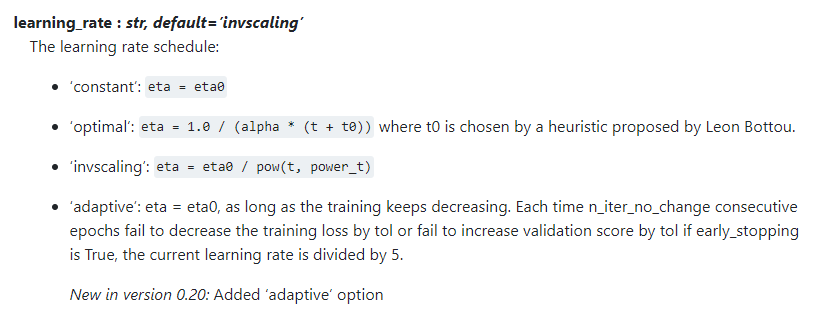 learning_rate : str, default='invscaling'
The learning rate schedule:
• 'constant': eta = eta0
• 'optimal': eta = 1.0 / (alpha * (t + t0)) where t0 is chosen by a heuristic proposed by Leon Bottou.
• 'invscaling': eta = eta0 / pow(t, power_t)
• 'adaptive': eta = eta0, as long as the training keeps decreasing. Each time n_iter_no_change consecutive
epochs fail to decrease the training loss by tol or fail to increase validation score by tol if early_stopping
is True, the current learning rate is divided by 5.
New in version 0.20: Added 'adaptive' option